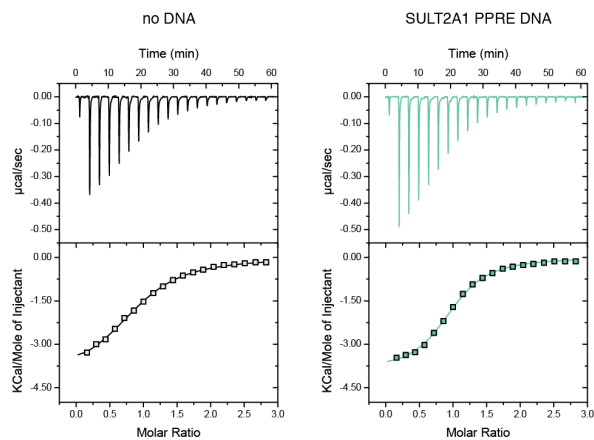 no DNA
SULT2A1 PPRE DNA
Time (min)
Time (min)
0 10 20 30 40 50 60
0 10 20 30 40 50 60
0.00
-0.10
-0.20
-0.30
-0.40
-0.50
µcal/sec
0.00
-0.10
-0.20
-0.30
-0.40
-0.50
µcal/sec
0.00
-1.50
-3.00
-4.50
KCal/Mole of Injectant
0.00
-1.50
-3.00
-4.50
KCal/Mole of Injectant
0.0 0.5 1.0 1.5 2.0 2.5 3.0
0.0 0.5 1.0 1.5 2.0 2.5 3.0
Molar Ratio
Molar Ratio